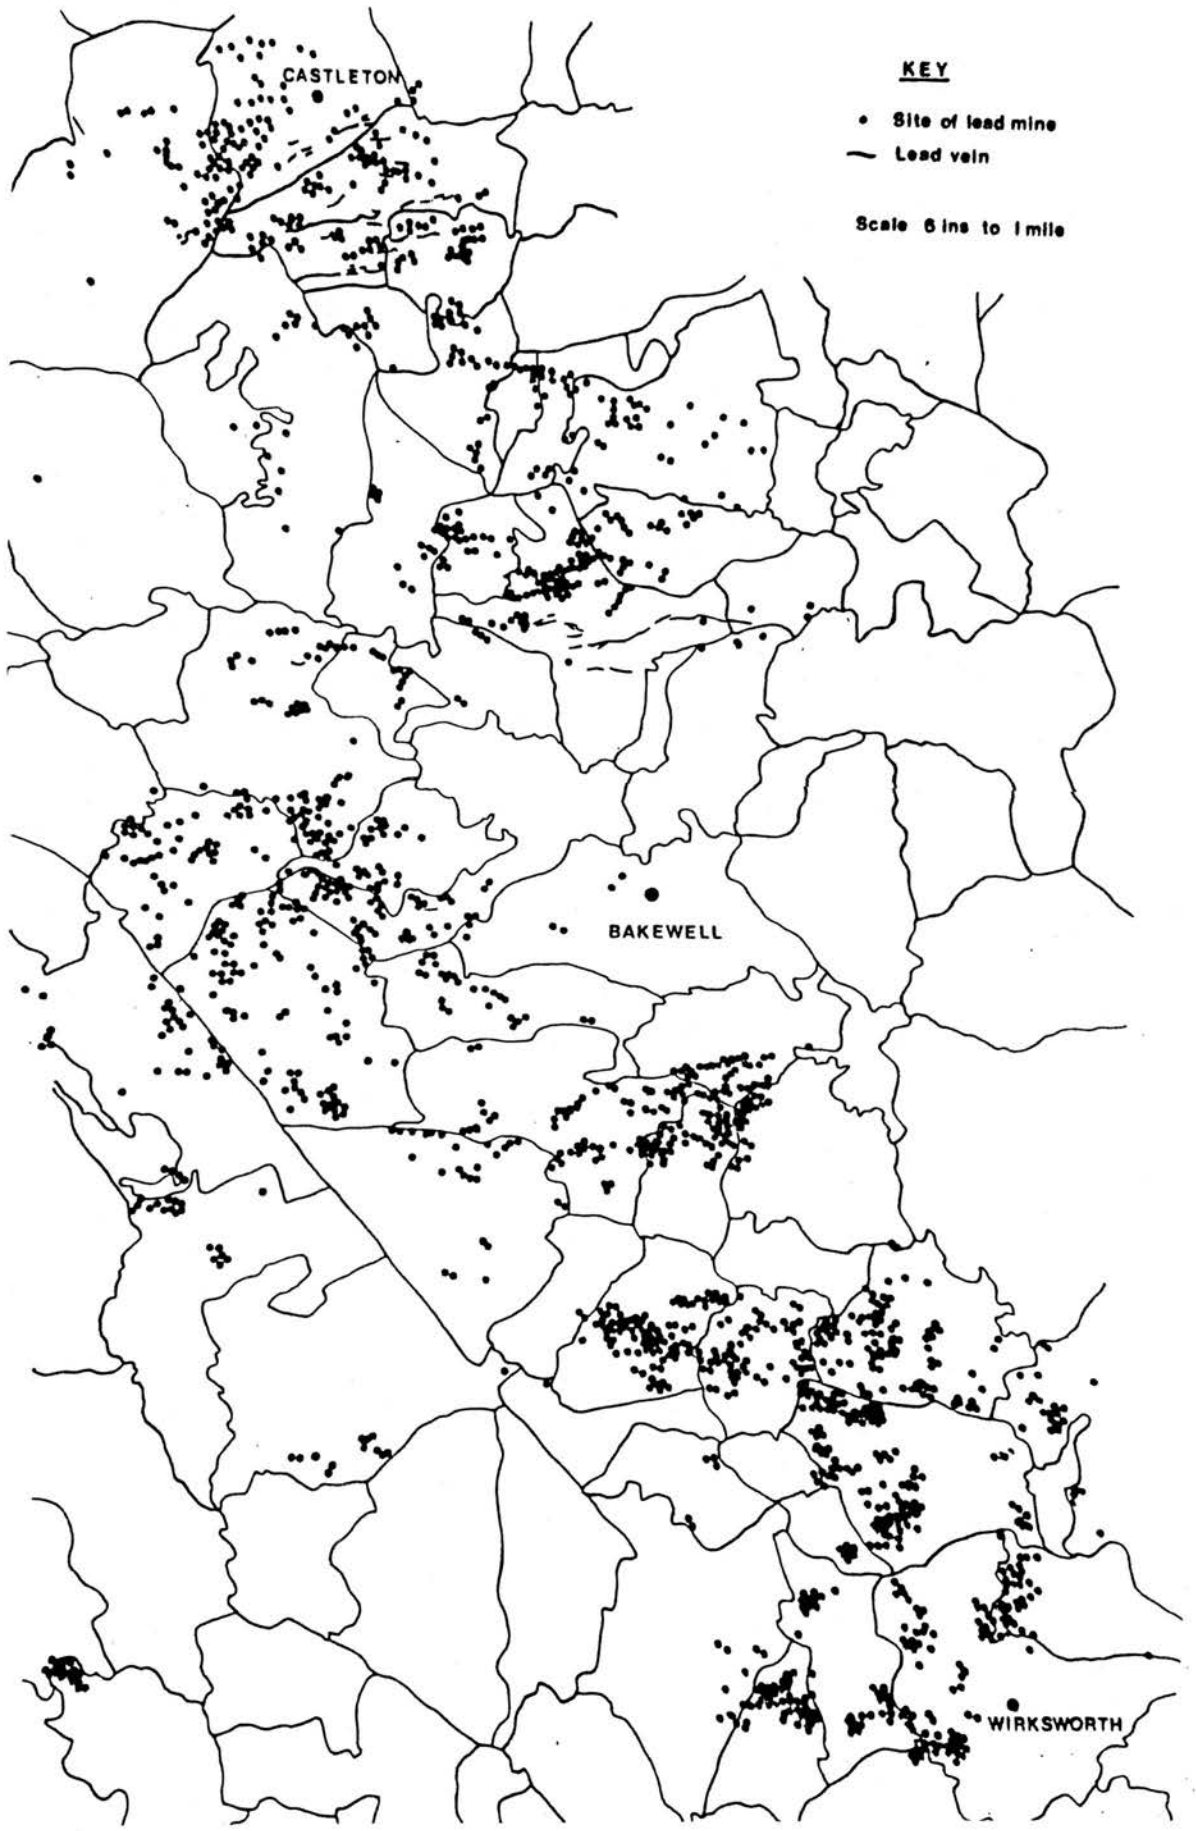 KEY
Site of lead mine
Lead vein
Scale 6 ins to 1 mile
CASTLETON
BAKEWELL
WIRKSWORTH